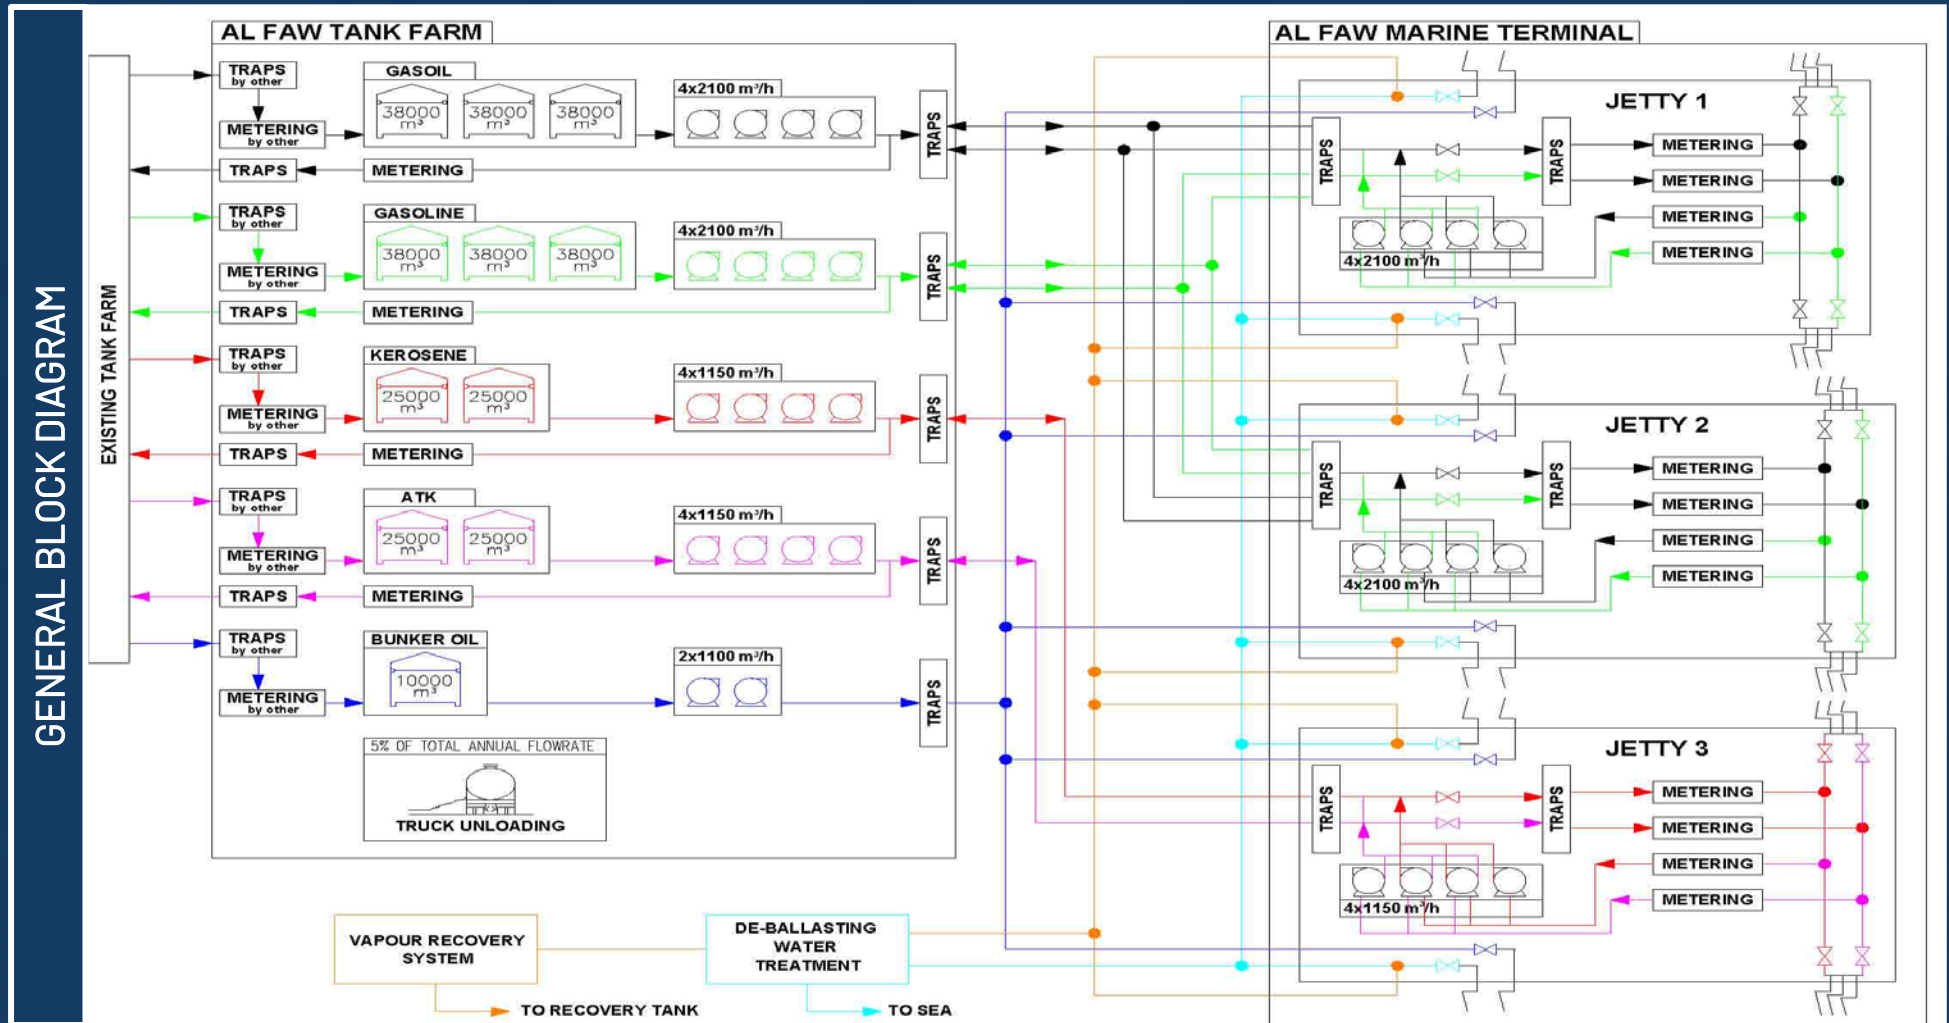 GENERAL BLOCK DIAGRAM
EXISTING TANK FARM
AL FAW TANK FARM
TRAPS
by other
METERING
by other
GASOIL
38000
m³
38000
m³
38000
m³
4x2100 m³/h
TRAPS
TRAPS
METERING
TRAPS
by other
METERING
by other
GASOLINE
38000
m³
38000
m³
38000
m³
4x2100 m³/h
TRAPS
TRAPS
METERING
TRAPS
by other
METERING
by other
KEROSENE
25000
m³
25000
m³
4x1150 m³/h
TRAPS
TRAPS
METERING
TRAPS
by other
METERING
by other
ATK
25000
m³
25000
m³
4x1150 m³/h
TRAPS
TRAPS
METERING
TRAPS
by other
METERING
by other
BUNKER OIL
10000
m³
2x1100 m³/h
TRAPS
5% OF TOTAL ANNUAL FLOWRATE
TRUCK UNLOADING
VAPOUR RECOVERY
SYSTEM
TO RECOVERY TANK
DE-BALLASTING
WATER
TREATMENT
TO SEA
AL FAW MARINE TERMINAL
JETTY 1
TRAPS
TRAPS
METERING
METERING
METERING
METERING
4x2100 m³/h
JETTY 2
TRAPS
TRAPS
METERING
METERING
METERING
METERING
4x2100 m³/h
JETTY 3
TRAPS
TRAPS
METERING
METERING
METERING
METERING
4x1150 m³/h